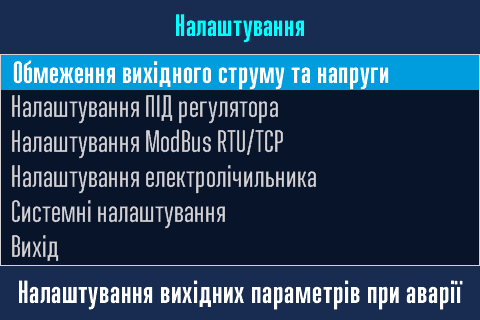 Налаштування
Обмеження вихідного струму та напруги
Налаштування ПІД регулятора
Налаштування ModBus RTU/TCP
Налаштування електролічильника
Системні налаштування
Вихід
Налаштування вихідних параметрів при аварії